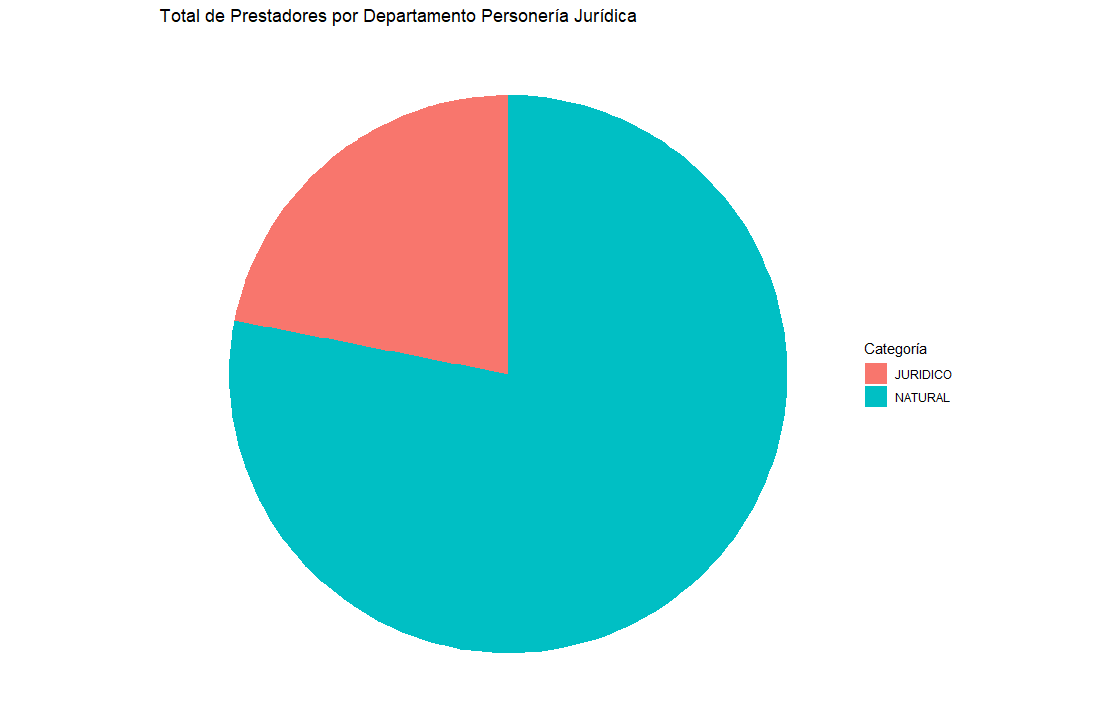 Total de Prestadores por Departamento Personería Jurídica
Categoría
JURIDICO
NATURAL